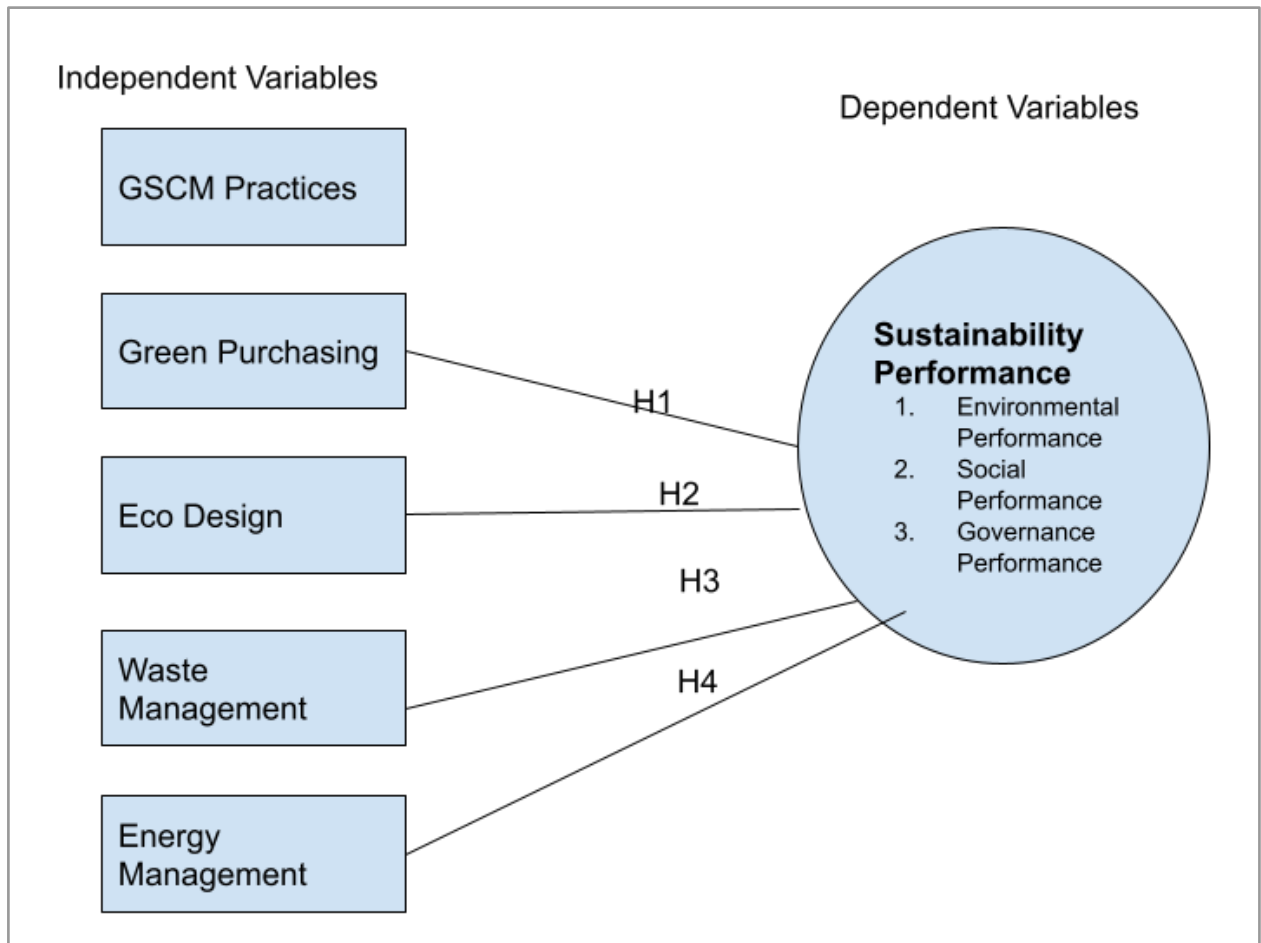 Independent Variables
Dependent Variables
GSCM Practices
Green Purchasing
H1
Eco Design
H2
Waste
Management
H3
Energy
Management
H4
Sustainability
Performance
1. Environmental
Performance
2. Social
Performance
3. Governance
Performance